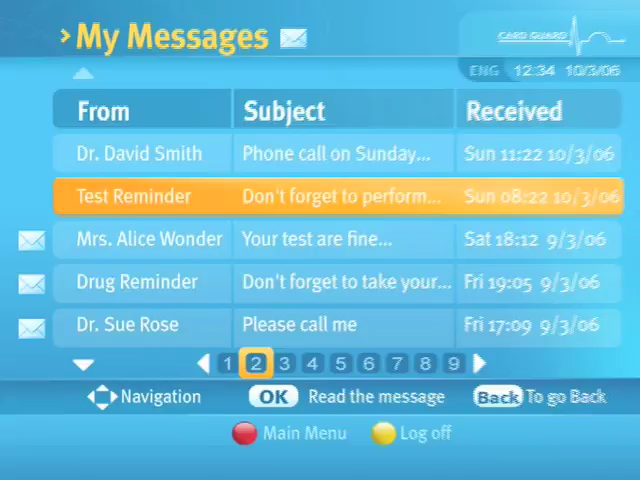 > My Messages
CARD GUARD
ENG 12:34 10/3/06
From Subject Received
Dr. David Smith Phone call on Sunday... Sun 11:22 10/3/06
Test Reminder Don't forget to perform... Sun 08:22 10/3/06
Mrs. Alice Wonder Your test are fine... Sat 18:12 9/3/06
Drug Reminder Don't forget to take your... Fri 19:05 9/3/06
Dr. Sue Rose Please call me Fri 17:09 9/3/06
1 2 3 4 5 6 7 8 9
Navigation OK Read the message Back To go Back
Main Menu Log off